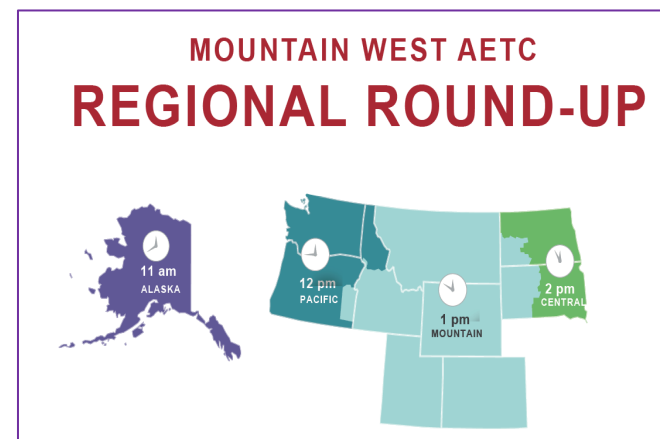 MOUNTAIN WEST AETC
REGIONAL ROUND-UP
11 am
ALASKA
12 pm
PACIFIC
1 pm
MOUNTAIN
2 pm
CENTRAL